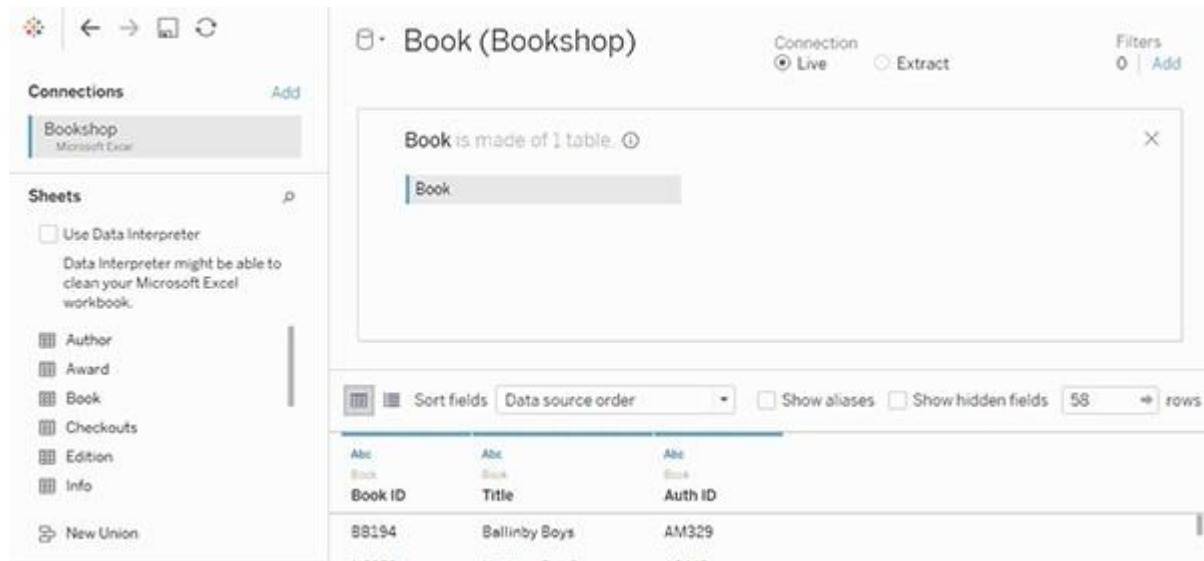 Book (Bookshop)
Connection
Live
Extract
Filters
0 | Add
Connections
Add
Bookshop
Microsoft Excel
Book is made of 1 table.
Book
Sheets
Use Data Interpreter
Data Interpreter might be able to
clean your Microsoft Excel
workbook.
Author
Award
Book
Checkouts
Edition
Info
New Union
Sort fields
Data source order
Show aliases
Show hidden fields
58
rows
Abc
Abc
Abc
Book
Book
Book
Book ID
Title
Auth ID
BB194
Ballinby Boys
AM329